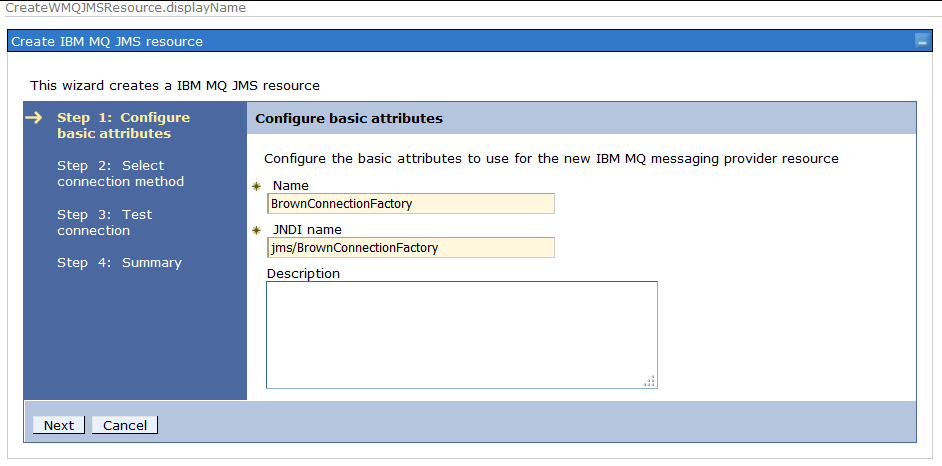 CreateWMQJMSResource.displayName
Create IBM MQ JMS resource
This wizard creates a IBM MQ JMS resource
Step 1: Configure
basic attributes
Step 2: Select
connection method
Step 3: Test
connection
Step 4: Summary
Configure basic attributes
Configure the basic attributes to use for the new IBM MQ messaging provider resource
Name
BrownConnectionFactory
JNDI name
jms/BrownConnectionFactory
Description
Next
Cancel